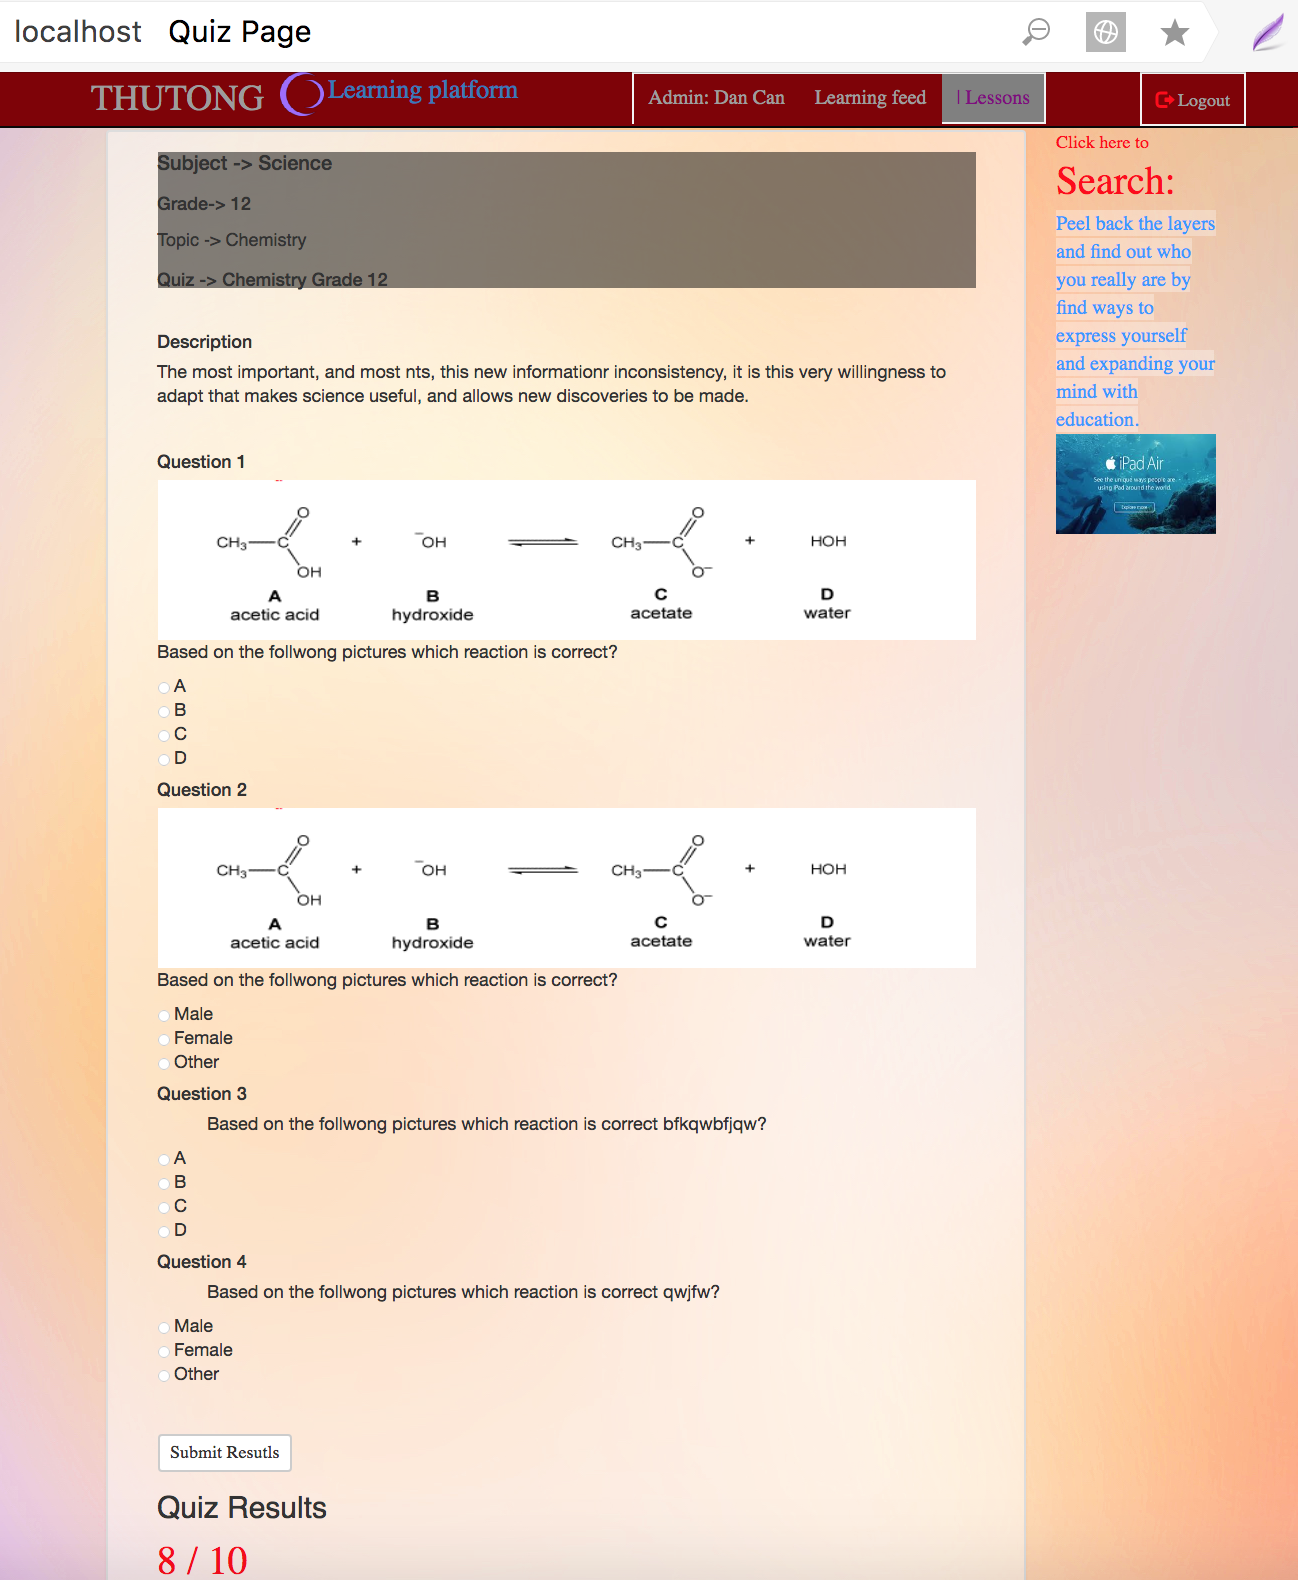 localhost Quiz Page
THUTONG Learning platform Admin: Dan Can Learning feed | Lessons Logout
Subject -> Science
Grade-> 12
Topic -> Chemistry
Quiz -> Chemistry Grade 12
Description
The most important, and most nts, this new informationr inconsistency, it is this very willingness to
adapt that makes science useful, and allows new discoveries to be made.
Question 1
O O
CH₃—C + ⁻OH CH₃—C + HOH
OH O⁻
A B C D
acetic acid hydroxide acetate water
Based on the follwong pictures which reaction is correct?
A
B
C
D
Question 2
O O
CH₃—C + ⁻OH CH₃—C + HOH
OH O⁻
A B C D
acetic acid hydroxide acetate water
Based on the follwong pictures which reaction is correct?
Male
Female
Other
Question 3
Based on the follwong pictures which reaction is correct bfkqwbfjqw?
A
B
C
D
Question 4
Based on the follwong pictures which reaction is correct qwjfw?
Male
Female
Other
Submit Resutls
Quiz Results
8 / 10
Click here to
Search:
Peel back the layers
and find out who
you really are by
find ways to
express yourself
and expanding your
mind with
education.
iPad Air
See the unique ways people are
using iPad around the world.
Explore more